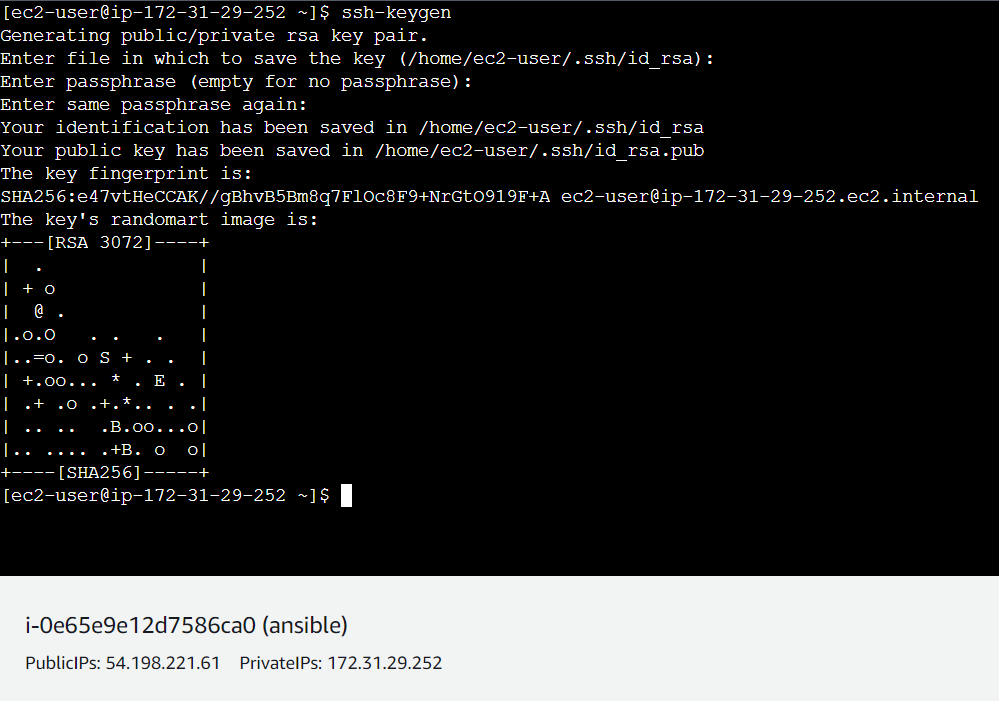 [ec2-user@ip-172-31-29-252 ~]$ ssh-keygen
Generating public/private rsa key pair.
Enter file in which to save the key (/home/ec2-user/.ssh/id_rsa):
Enter passphrase (empty for no passphrase):
Enter same passphrase again:
Your identification has been saved in /home/ec2-user/.ssh/id_rsa
Your public key has been saved in /home/ec2-user/.ssh/id_rsa.pub
The key fingerprint is:
SHA256:e47vtHeCCAK//gBhvB5Bm8q7FlOc8F9+NrGtO919F+A ec2-user@ip-172-31-29-252.ec2.internal
The key's randomart image is:
+---[RSA 3072]----+
|  .              |
| + o             |
|  @ .            |
|.o.O   . .   .   |
|..=o. o S + . .  |
| +.oo... * . E . |
| .+ .o .+.*.. . .|
| .. ..  .B.oo...o|
|.. .... .+B. o  o|
+----[SHA256]-----+
[ec2-user@ip-172-31-29-252 ~]$
i-0e65e9e12d7586ca0 (ansible)
PublicIPs: 54.198.221.61 PrivateIPs: 172.31.29.252